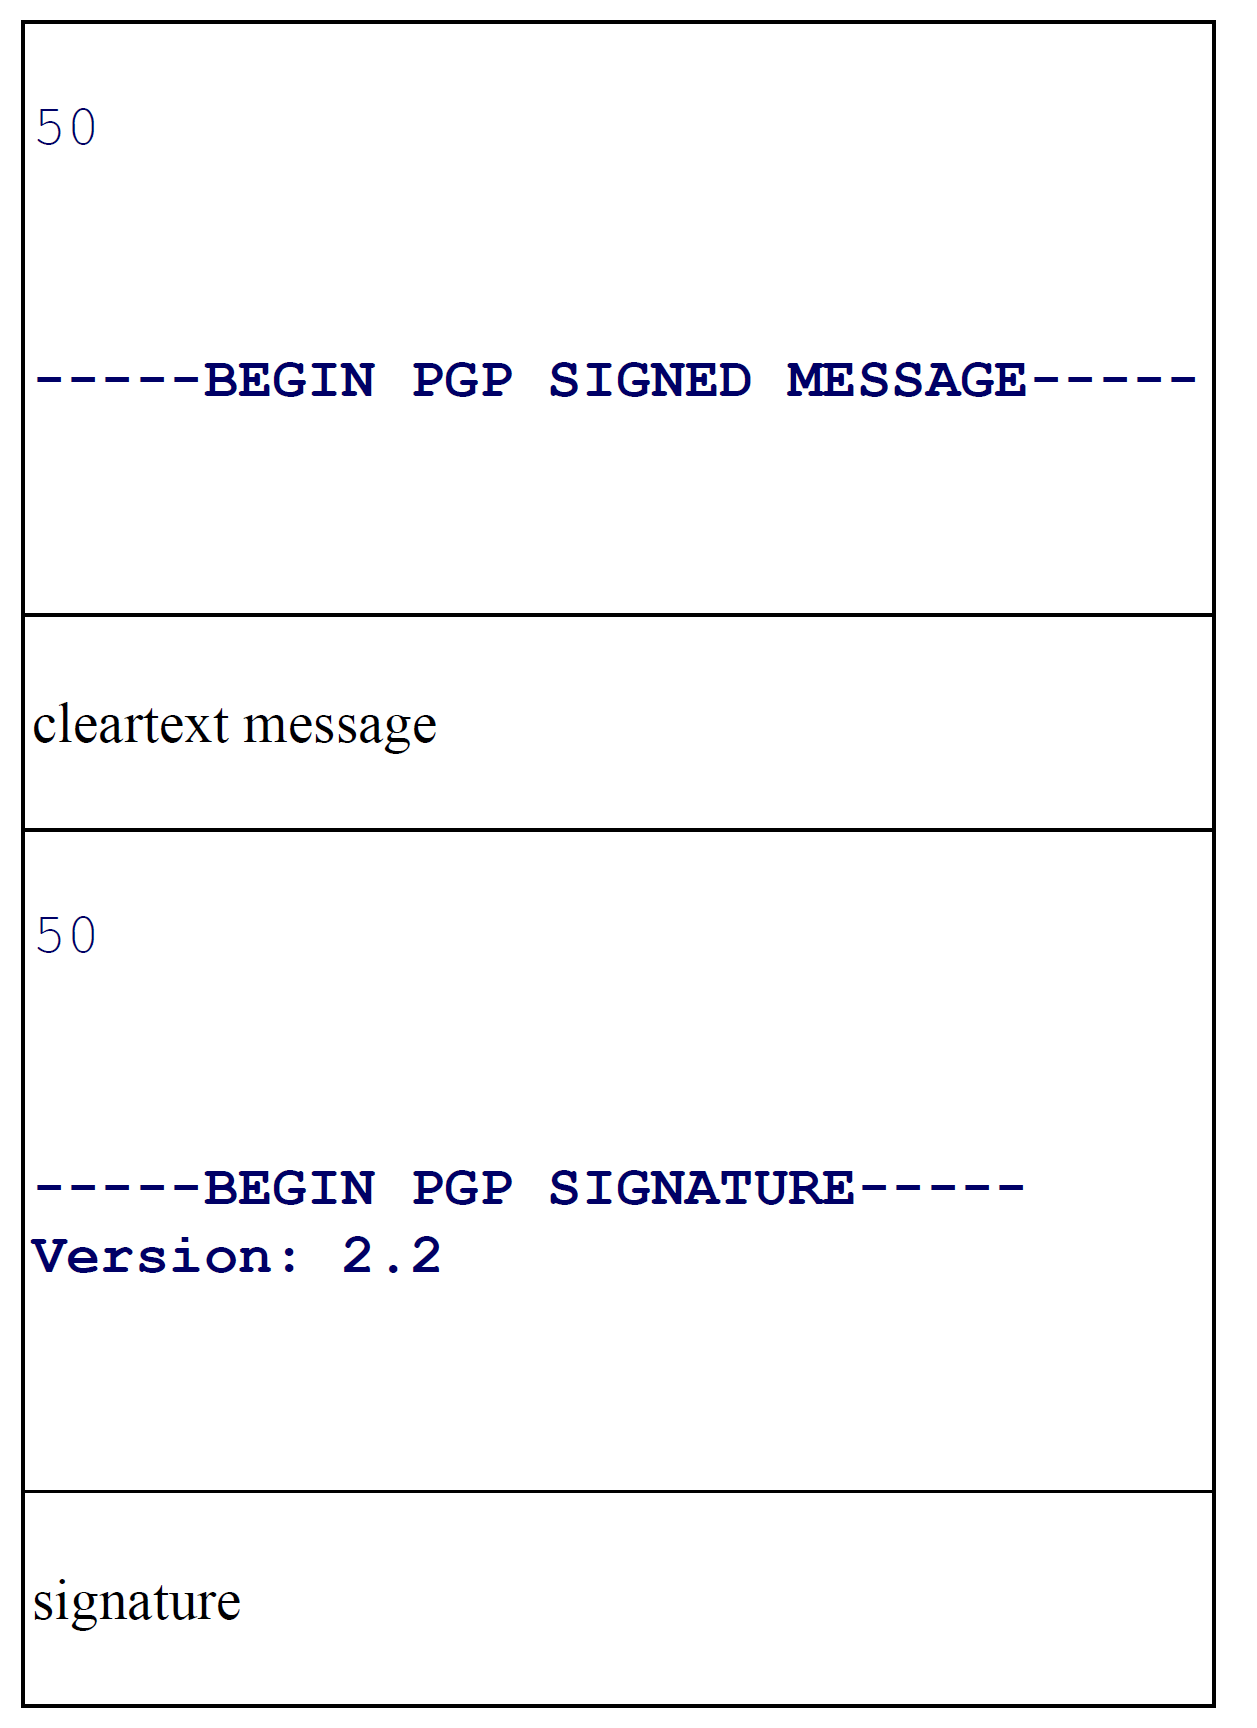 50
-----BEGIN PGP SIGNED MESSAGE-----
cleartext message
50
-----BEGIN PGP SIGNATURE-----
Version: 2.2
signature